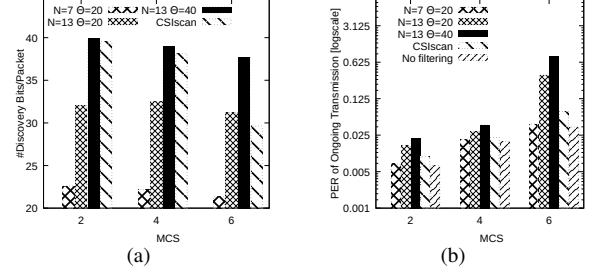 N=7 Θ=20 N=13 Θ=40
N=13 Θ=20 CSIscan
#Discovery Bits/Packet
40
35
30
25
20
2 4 6
MCS
(a)
N=7 Θ=20
N=13 Θ=20
N=13 Θ=40
CSIscan
No filtering
PER of Ongoing Transmission [logscale]
3.125
0.625
0.125
0.025
0.005
0.001
2 4 6
MCS
(b)